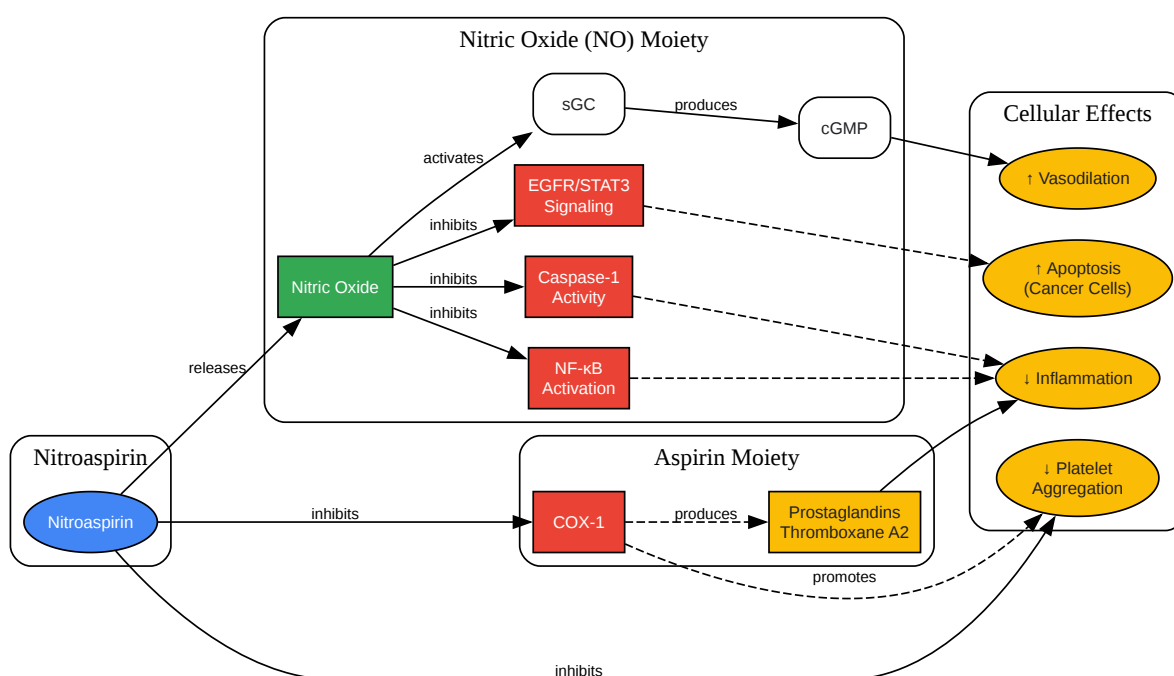 Nitric Oxide (NO) Moiety
sGC
produces
cGMP
Cellular Effects
activates
↑ Vasodilation
EGFR/STAT3
Signaling
inhibits
Nitric Oxide
inhibits
Caspase-1
Activity
↑ Apoptosis
(Cancer Cells)
inhibits
NF-κB
Activation
↓ Inflammation
releases
Nitroaspirin
Nitroaspirin
inhibits
Aspirin Moiety
COX-1
produces
Prostaglandins
Thromboxane A2
↓ Platelet
Aggregation
promotes
inhibits